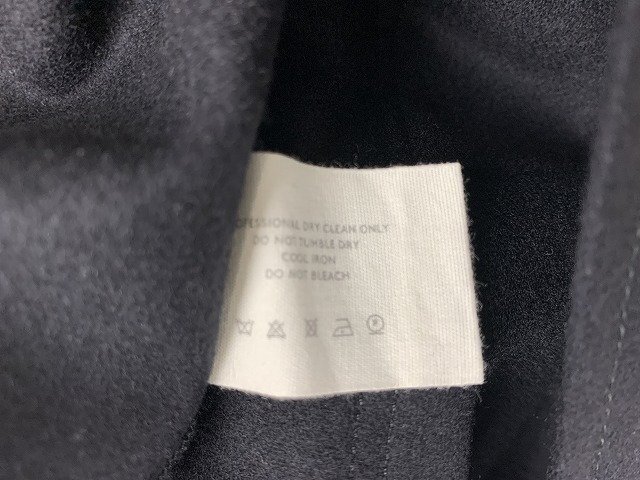 OFESSIONAL DRY CLEAN ONLY
DO NOT TUMBLE DRY
COOL IRON
DO NOT BLEACH